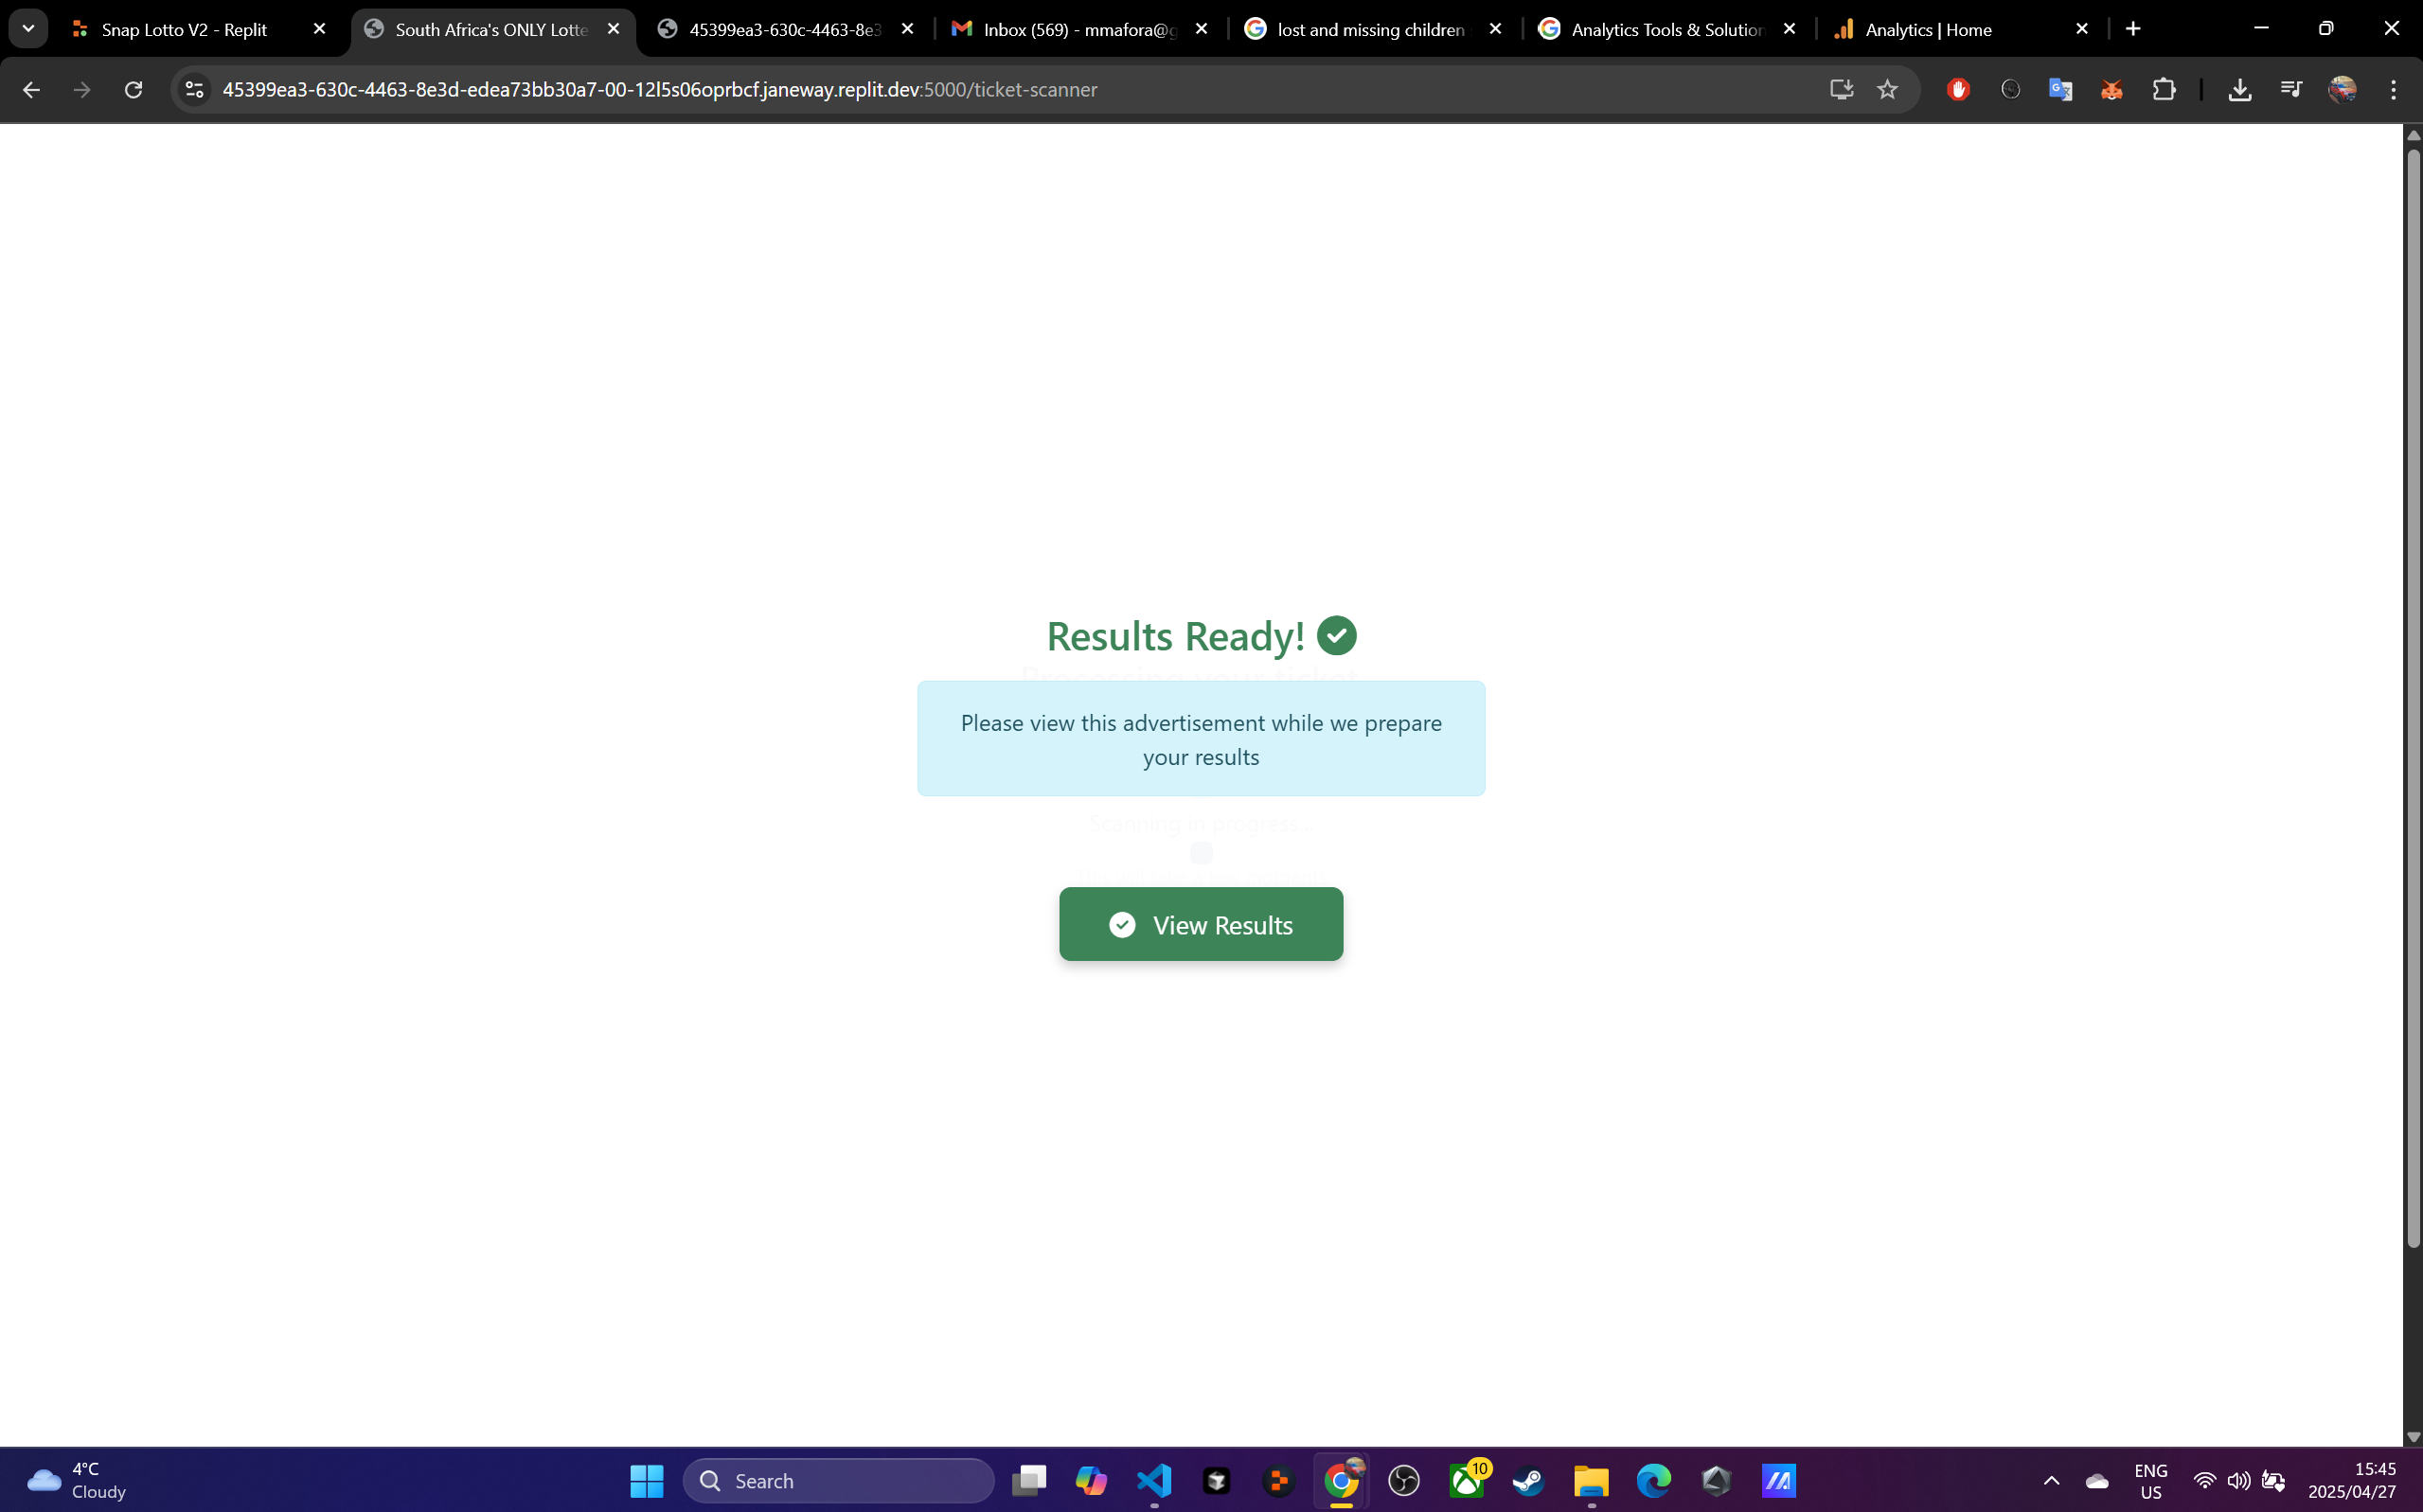 Snap Lotto V2 - Replit
South Africa's ONLY Lotte
45399ea3-630c-4463-8e3
Inbox (569) - mmafora@g
lost and missing children
Analytics Tools & Solution
Analytics | Home
45399ea3-630c-4463-8e3d-edea73bb30a7-00-12l5s06oprbcf.janeway.replit.dev:5000/ticket-scanner
Results Ready!
Processing your ticket
Please view this advertisement while we prepare
your results
Scanning in progress...
View Results
4°C
Cloudy
Search
10
ENG
US
15:45
2025/04/27